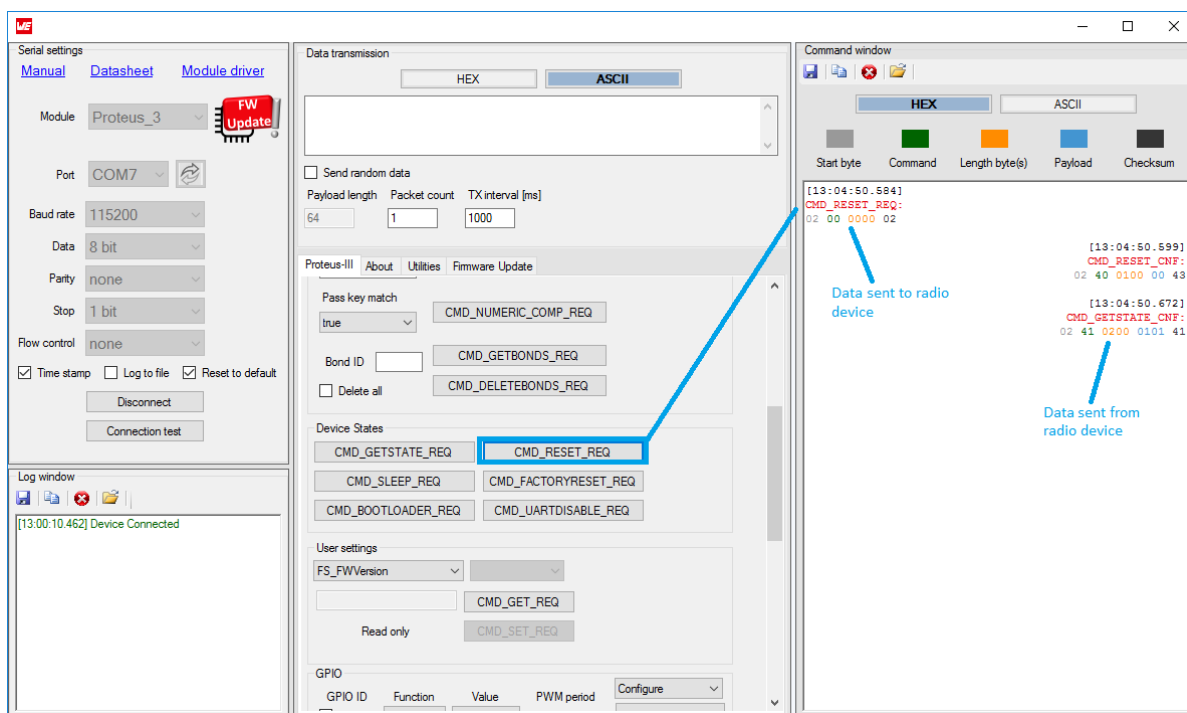 WE
Serial settings
Manual Datasheet Module driver
Module Proteus_3 FW Update
Port COM7
Baud rate 115200
Data 8 bit
Parity none
Stop 1 bit
Flow control none
Time stamp Log to file Reset to default
Disconnect
Connection test
Log window
[13:00:10.462] Device Connected
Data transmission
HEX ASCII
Send random data
Payload length Packet count TX interval [ms]
64 1 1000
Proteus-III About Utilities Firmware Update
Pass key match
true CMD_NUMERIC_COMP_REQ
Bond ID CMD_GETBONDS_REQ
Delete all CMD_DELETEBONDS_REQ
Device States
CMD_GETSTATE_REQ CMD_RESET_REQ
CMD_SLEEP_REQ CMD_FACTORYRESET_REQ
CMD_BOOTLOADER_REQ CMD_UARTDISABLE_REQ
User settings
FS_FWVersion
CMD_GET_REQ
Read only CMD_SET_REQ
GPIO
GPIO ID Function Value PWM period Configure
Command window
HEX ASCII
Start byte Command Length byte(s) Payload Checksum
[13:04:50.584]
CMD_RESET_REQ:
02 00 0000 02
[13:04:50.599]
CMD_RESET_CNF:
02 40 0100 00 43
Data sent to radio
device
[13:04:50.672]
CMD_GETSTATE_CNF:
02 41 0200 0101 41
Data sent from
radio device